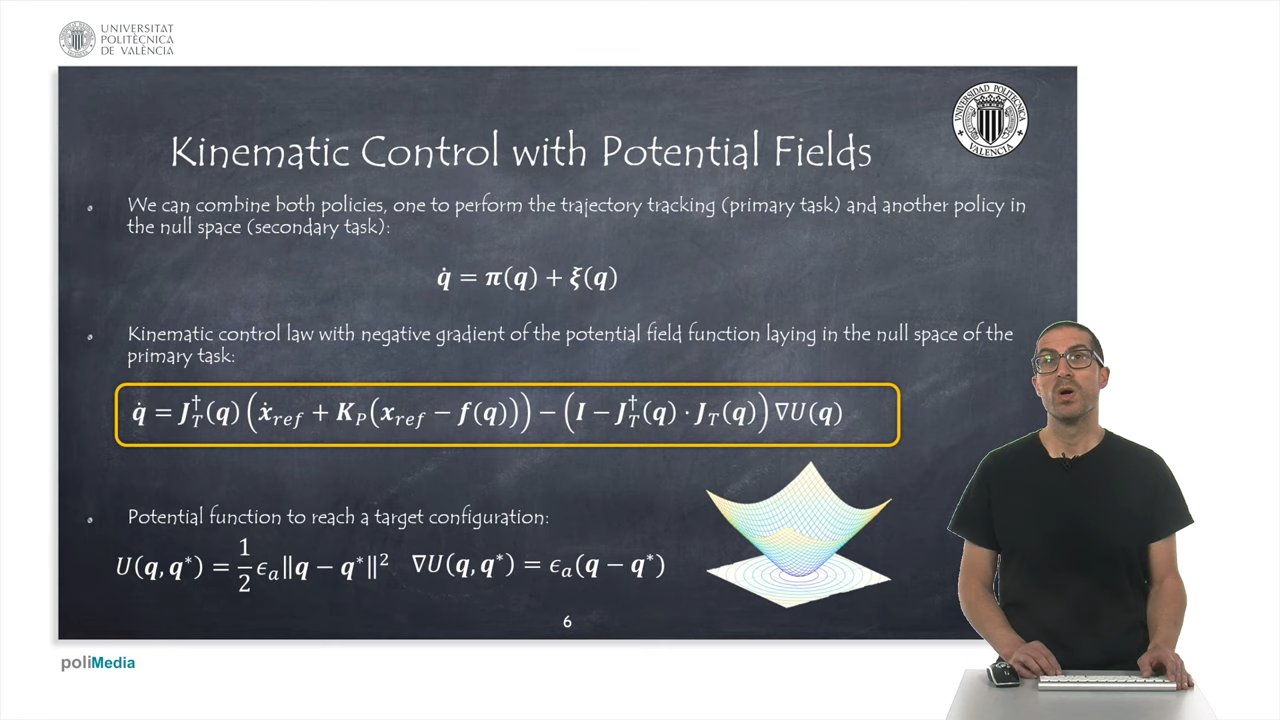 UNIVERSITAT
POLITÈCNICA
DE VALÈNCIA
UNIVERSIDAD POLITECNICA
VALENCIA
Kinematic Control with Potential Fields
We can combine both policies, one to perform the trajectory tracking (primary task) and another policy in
the null space (secondary task):
q̇ = π(q) + ξ(q)
Kinematic control law with negative gradient of the potential field function laying in the null space of the
primary task:
q̇ = J_T^†(q) (ẋ_ref + K_P(x_ref − f(q))) − (I − J_T^†(q) · J_T(q)) ∇U(q)
Potential function to reach a target configuration:
U(q, q*) = 1/2 ϵ_a‖q − q*‖² ∇U(q, q*) = ϵ_a(q − q*)
6
poliMedia